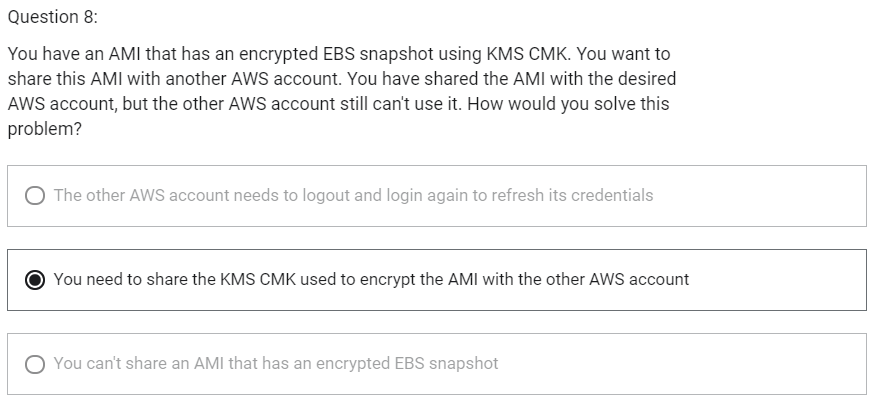 Question 8:
You have an AMI that has an encrypted EBS snapshot using KMS CMK. You want to
share this AMI with another AWS account. You have shared the AMI with the desired
AWS account, but the other AWS account still can't use it. How would you solve this
problem?
The other AWS account needs to logout and login again to refresh its credentials
You need to share the KMS CMK used to encrypt the AMI with the other AWS account
You can't share an AMI that has an encrypted EBS snapshot